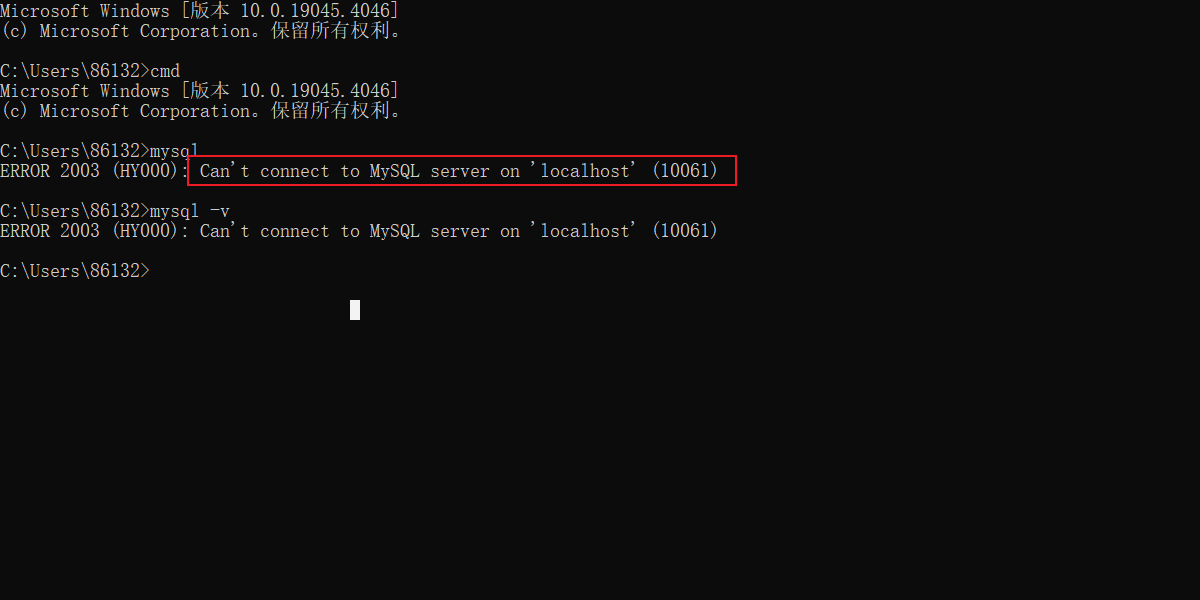 Microsoft Windows [版本 10.0.19045.4046]
(c) Microsoft Corporation。保留所有权利。
C:\Users\86132>cmd
Microsoft Windows [版本 10.0.19045.4046]
(c) Microsoft Corporation。保留所有权利。
C:\Users\86132>mysql
ERROR 2003 (HY000): Can't connect to MySQL server on 'localhost' (10061)
C:\Users\86132>mysql -v
ERROR 2003 (HY000): Can't connect to MySQL server on 'localhost' (10061)
C:\Users\86132>